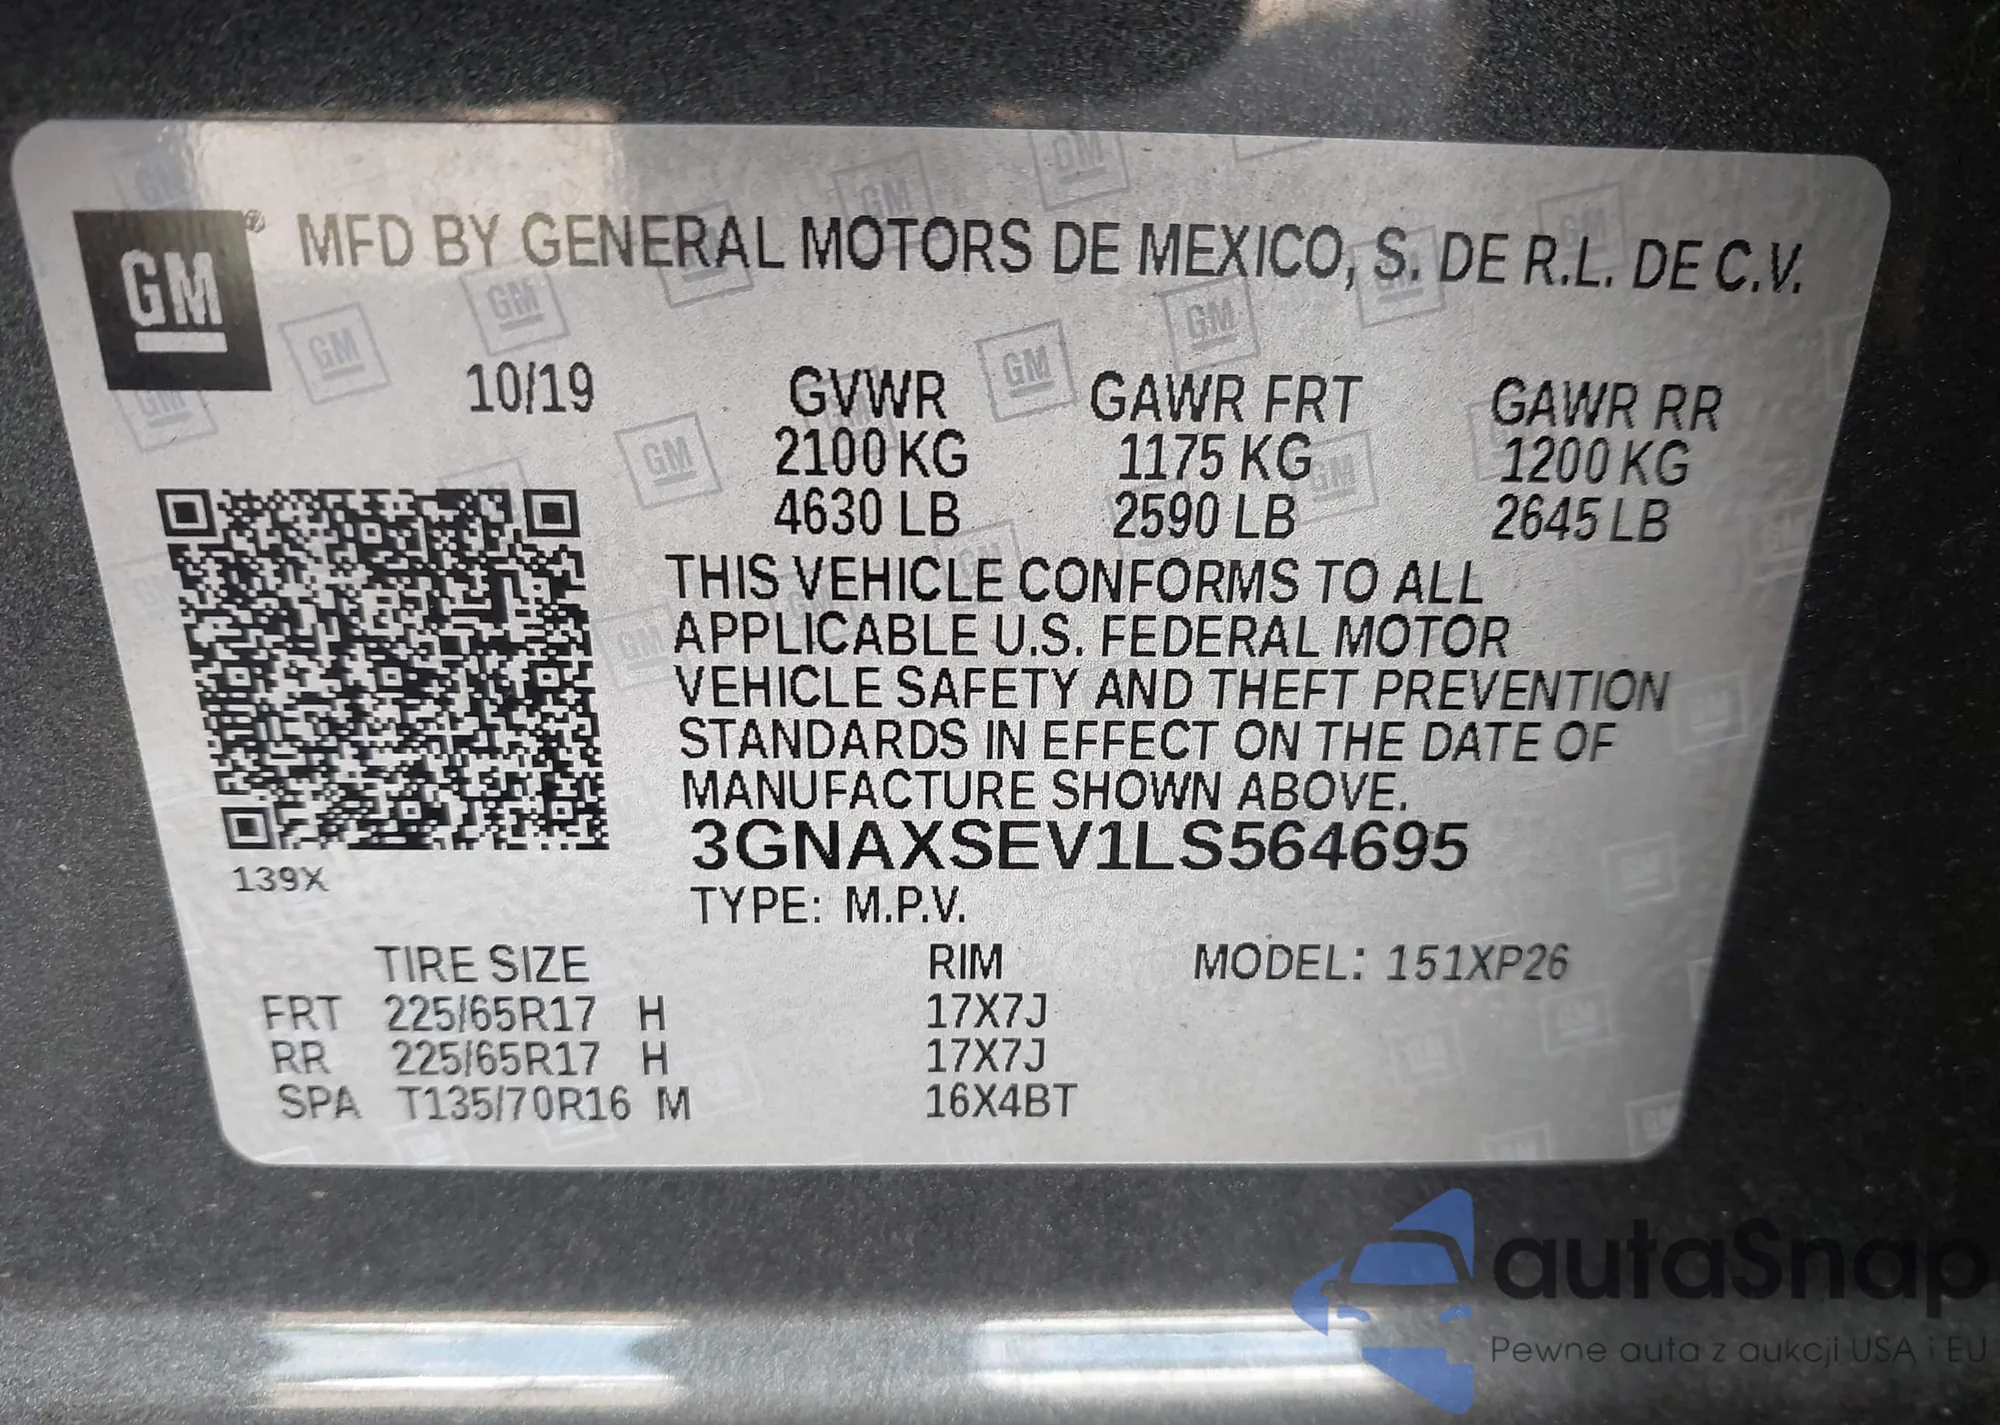 GM® MFD BY GENERAL MOTORS DE MEXICO, S. DE R.L. DE C.V.
10/19 GVWR GAWR FRT GAWR RR
2100 KG 1175 KG 1200 KG
4630 LB 2590 LB 2645 LB
THIS VEHICLE CONFORMS TO ALL
APPLICABLE U.S. FEDERAL MOTOR
VEHICLE SAFETY AND THEFT PREVENTION
STANDARDS IN EFFECT ON THE DATE OF
MANUFACTURE SHOWN ABOVE.
3GNAXSEV1LS564695
139X
TYPE: M.P.V.
TIRE SIZE RIM MODEL: 151XP26
FRT 225/65R17 H 17X7J
RR 225/65R17 H 17X7J
SPA T135/70R16 M 16X4BT
autaSnap
Pewne auta z aukcji USA i EU